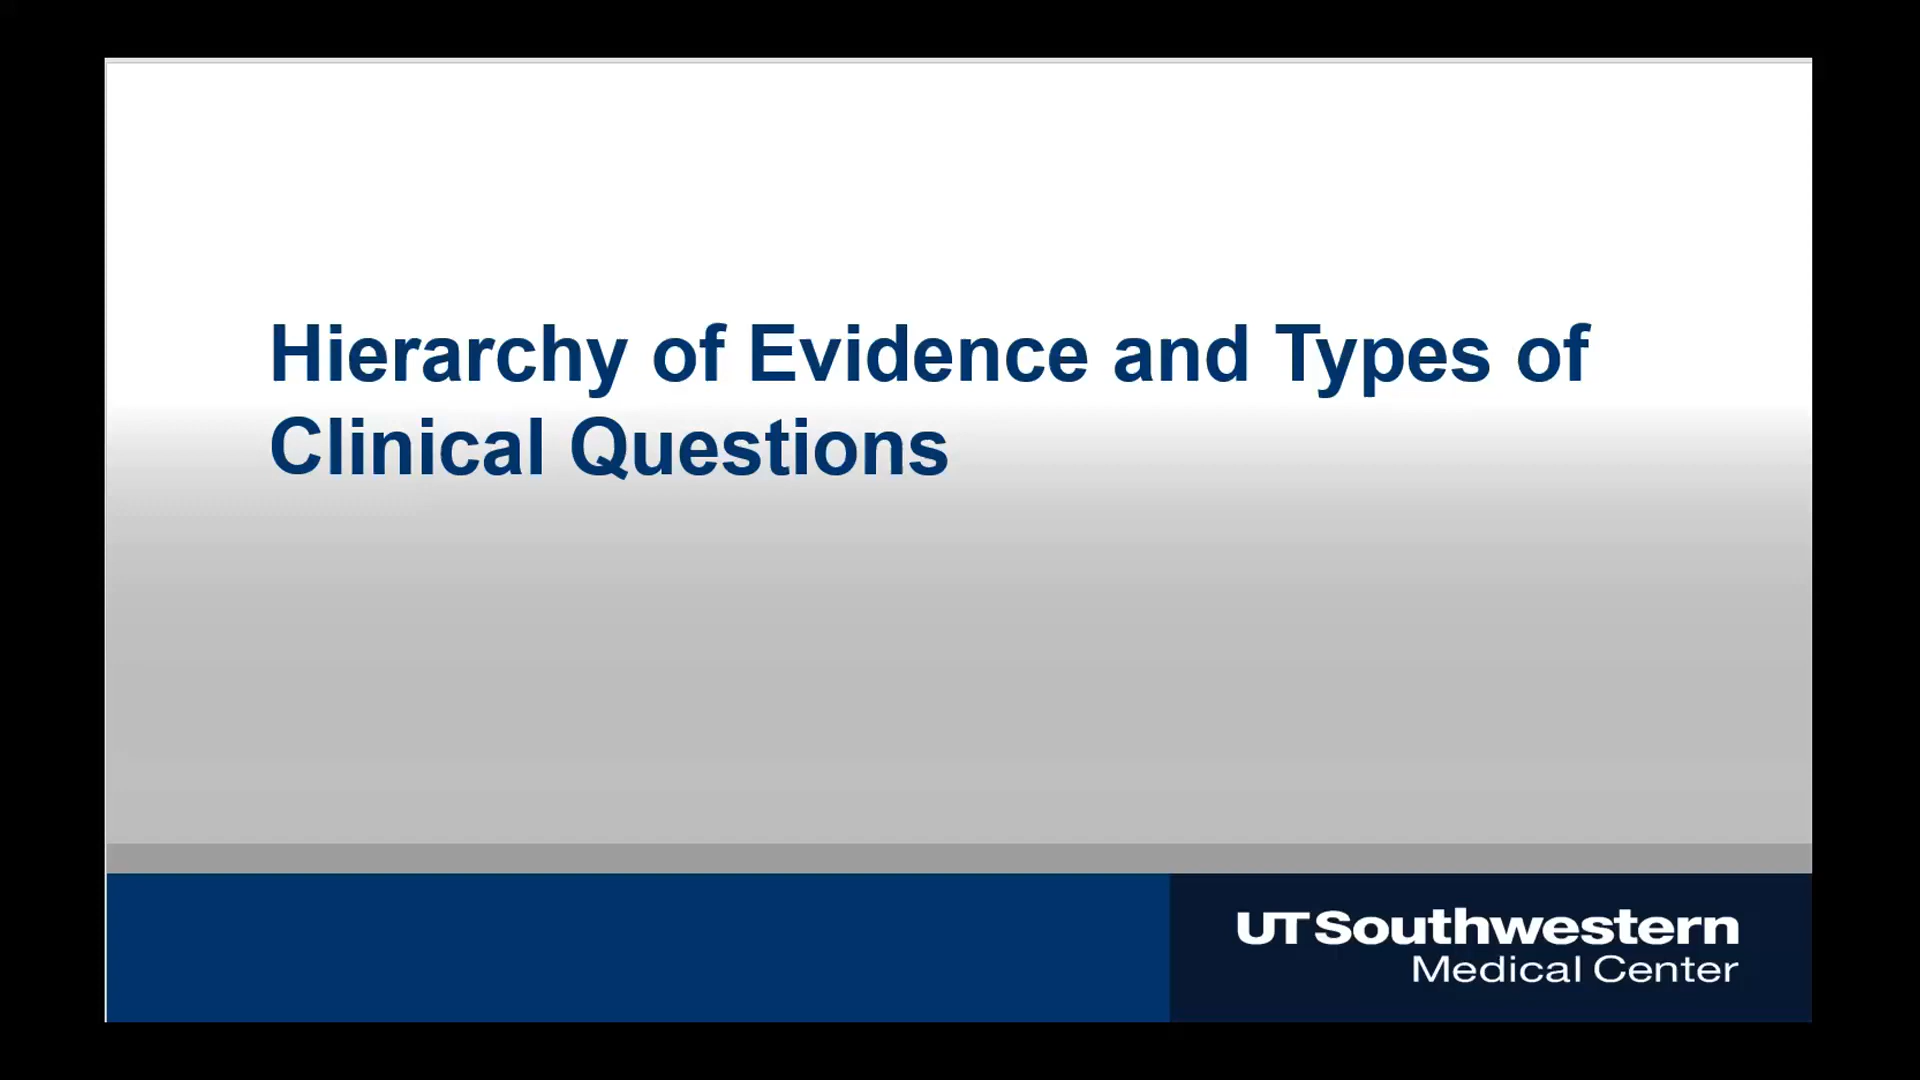 Hierarchy of Evidence and Types of
Clinical Questions
UTSouthwestern
Medical Center